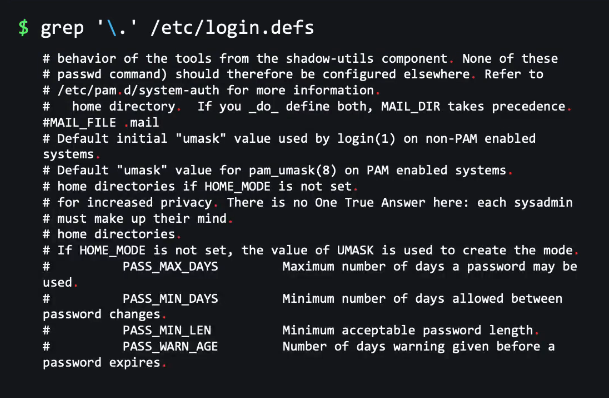 $ grep '\.' /etc/login.defs
# behavior of the tools from the shadow-utils component. None of these
# passwd command) should therefore be configured elsewhere. Refer to
# /etc/pam.d/system-auth for more information.
#   home directory.  If you _do_ define both, MAIL_DIR takes precedence.
#MAIL_FILE .mail
# Default initial "umask" value used by login(1) on non-PAM enabled
systems.
# Default "umask" value for pam_umask(8) on PAM enabled systems.
# home directories if HOME_MODE is not set.
# for increased privacy. There is no One True Answer here: each sysadmin
# must make up their mind.
# home directories.
# If HOME_MODE is not set, the value of UMASK is used to create the mode.
#         PASS_MAX_DAYS        Maximum number of days a password may be
used.
#         PASS_MIN_DAYS        Minimum number of days allowed between
password changes.
#         PASS_MIN_LEN         Minimum acceptable password length.
#         PASS_WARN_AGE        Number of days warning given before a
password expires.